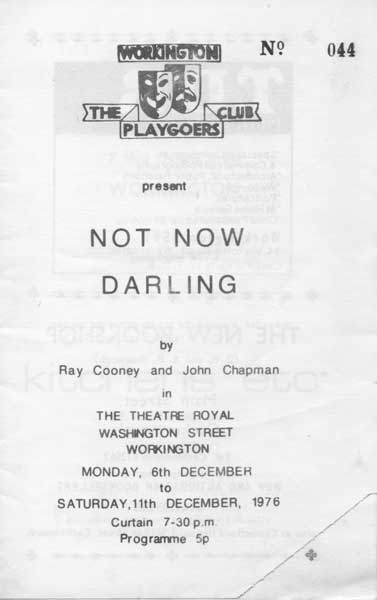 WORKINGTON
Nº 044
THE
CLUB
PLAYGOERS
present
NOT NOW
DARLING
by
Ray Cooney and John Chapman
in
THE THEATRE ROYAL
WASHINGTON STREET
WORKINGTON
MONDAY, 6th DECEMBER
to
SATURDAY, 11th DECEMBER, 1976
Curtain 7-30 p.m.
Programme 5p